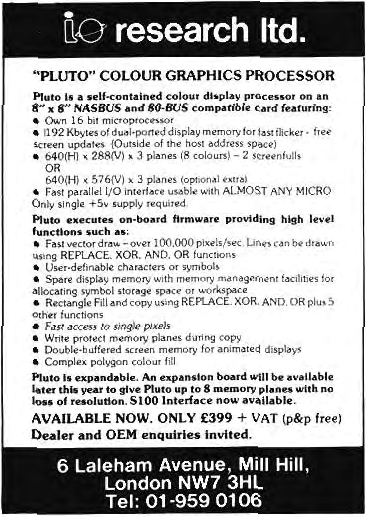 io research ltd.
"PLUTO" COLOUR GRAPHICS PROCESSOR
Pluto is a self-contained colour display processor on an
8" x 8" NASBUS and 80-BUS compatible card featuring:
• Own 16 bit microprocessor
• 192 Kbytes of dual-ported display memory for fast flicker - free
screen updates. (Outside of the host address space)
• 640(H) x 288(V) x 3 planes (8 colours) – 2 screenfulls
OR
640(H) x 576(V) x 3 planes (optional extra)
• Fast parallel I/O interface usable with ALMOST ANY MICRO
Only single +5v supply required.
Pluto executes on-board firmware providing high level
functions such as:
• Fast vector draw – over 100,000 pixels/sec. Lines can be drawn
using REPLACE, XOR, AND, OR functions
• User-definable characters or symbols
• Spare display memory with memory management facilities for
allocating symbol storage space or workspace
• Rectangle Fill and copy using REPLACE, XOR, AND, OR plus 5
other functions
• Fast access to single pixels
• Write protect memory planes during copy
• Double-buffered screen memory for animated displays
• Complex polygon colour fill
Pluto is expandable. An expansion board will be available
later this year to give Pluto up to 8 memory planes with no
loss of resolution. S100 Interface now available.
AVAILABLE NOW. ONLY £399 + VAT (p&p free)
Dealer and OEM enquiries invited.
6 Laleham Avenue, Mill Hill,
London NW7 3HL
Tel: 01-959 0106